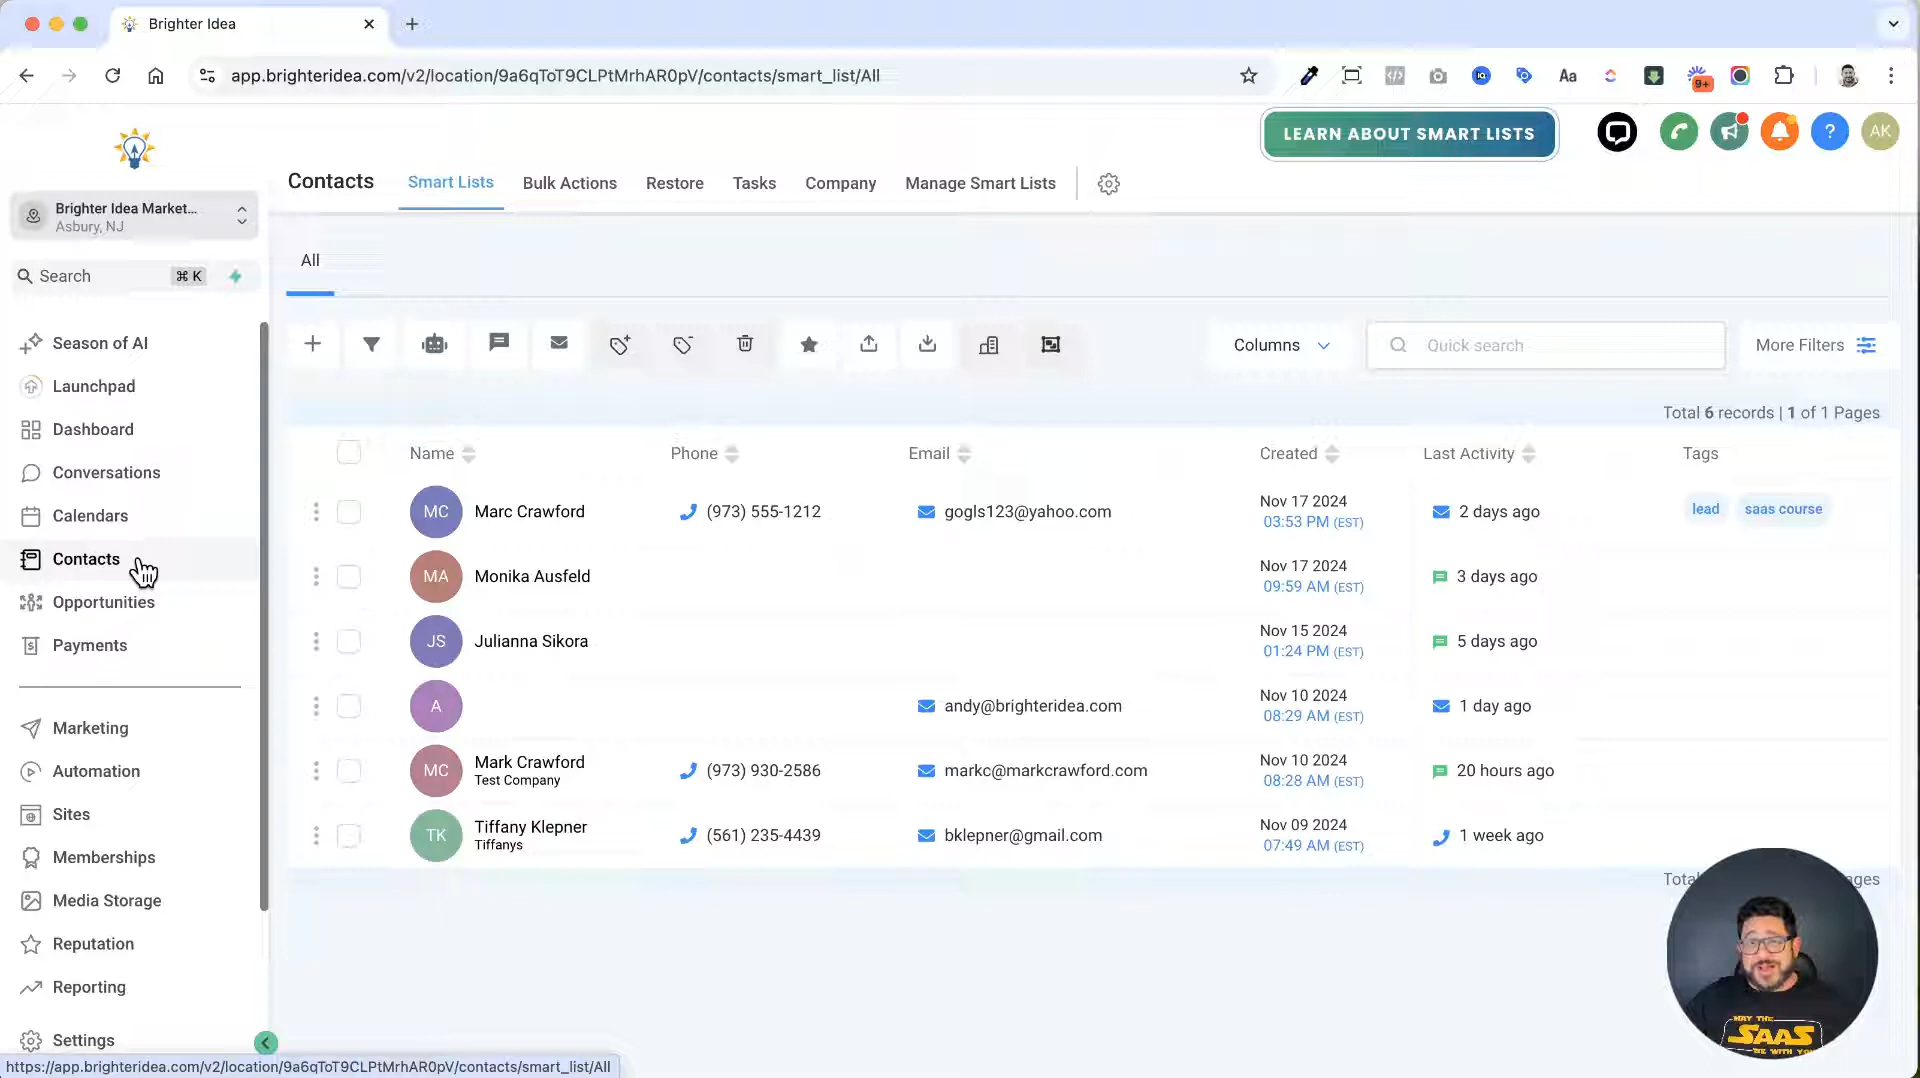 Brighter Idea
app.brighteridea.com/v2/location/9a6qToT9CLPtMrhAR0pV/contacts/smart_list/All
Aa
9+
LEARN ABOUT SMART LISTS
?
AK
Brighter Idea Market...
Asbury, NJ
Search
⌘ K
Season of AI
Launchpad
Dashboard
Conversations
Calendars
Contacts
Opportunities
Payments
Marketing
Automation
Sites
Memberships
Media Storage
Reputation
Reporting
Settings
Contacts
Smart Lists
Bulk Actions
Restore
Tasks
Company
Manage Smart Lists
All
Columns
Quick search
More Filters
Total 6 records | 1 of 1 Pages
Name
Phone
Email
Created
Last Activity
Tags
MC
Marc Crawford
(973) 555-1212
gogls123@yahoo.com
Nov 17 2024
03:53 PM (EST)
2 days ago
lead
saas course
MA
Monika Ausfeld
Nov 17 2024
09:59 AM (EST)
3 days ago
JS
Julianna Sikora
Nov 15 2024
01:24 PM (EST)
5 days ago
A
andy@brighteridea.com
Nov 10 2024
08:29 AM (EST)
1 day ago
MC
Mark Crawford
Test Company
(973) 930-2586
markc@markcrawford.com
Nov 10 2024
08:28 AM (EST)
20 hours ago
TK
Tiffany Klepner
Tiffanys
(561) 235-4439
bklepner@gmail.com
Nov 09 2024
07:49 AM (EST)
1 week ago
Total
ages
MAY THE
SAAS
BE WITH YOU
https://app.brighteridea.com/v2/location/9a6qToT9CLPtMrhAR0pV/contacts/smart_list/All